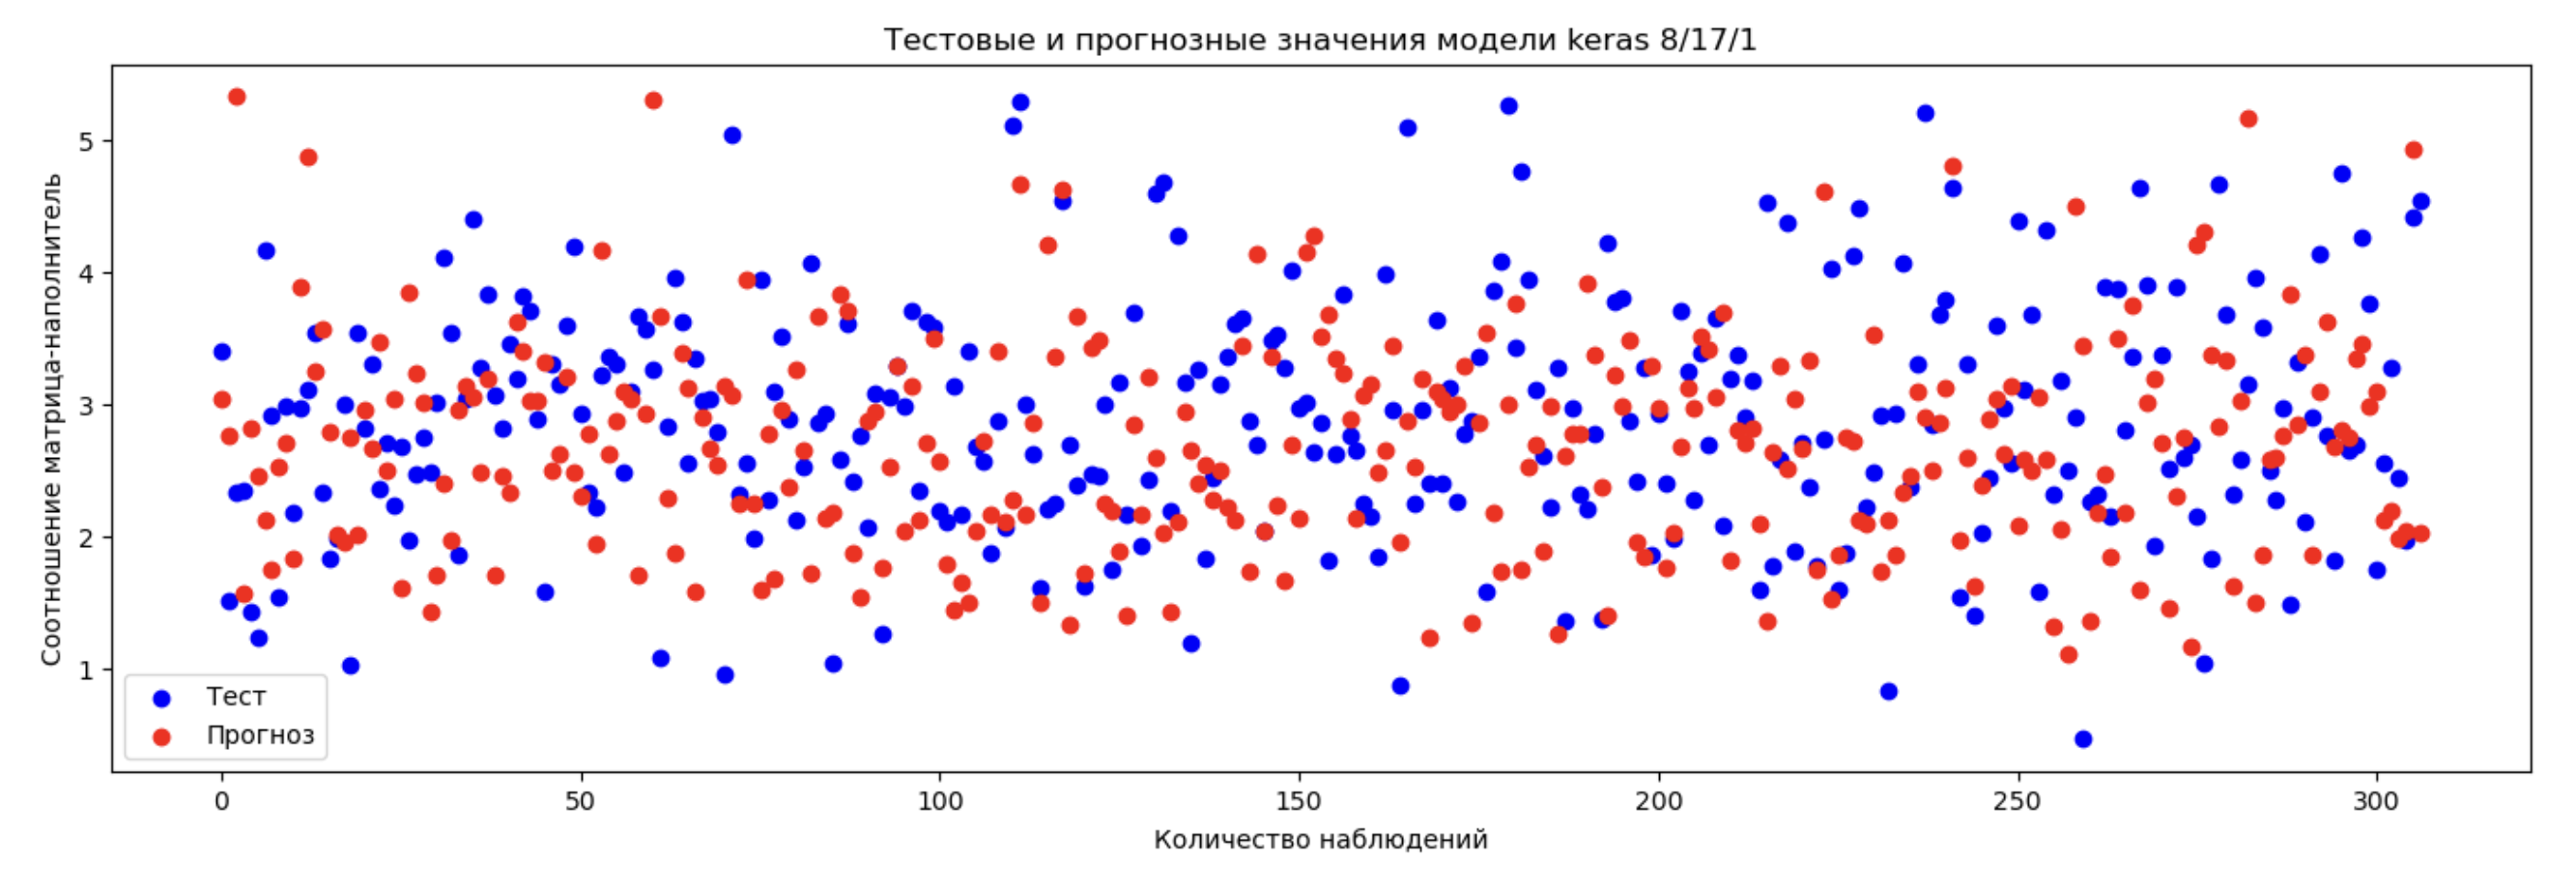 Тестовые и прогнозные значения модели keras 8/17/1
Соотношение матрица-наполнитель
5
4
3
2
1
Тест
Прогноз
0 50 100 150 200 250 300
Количество наблюдений